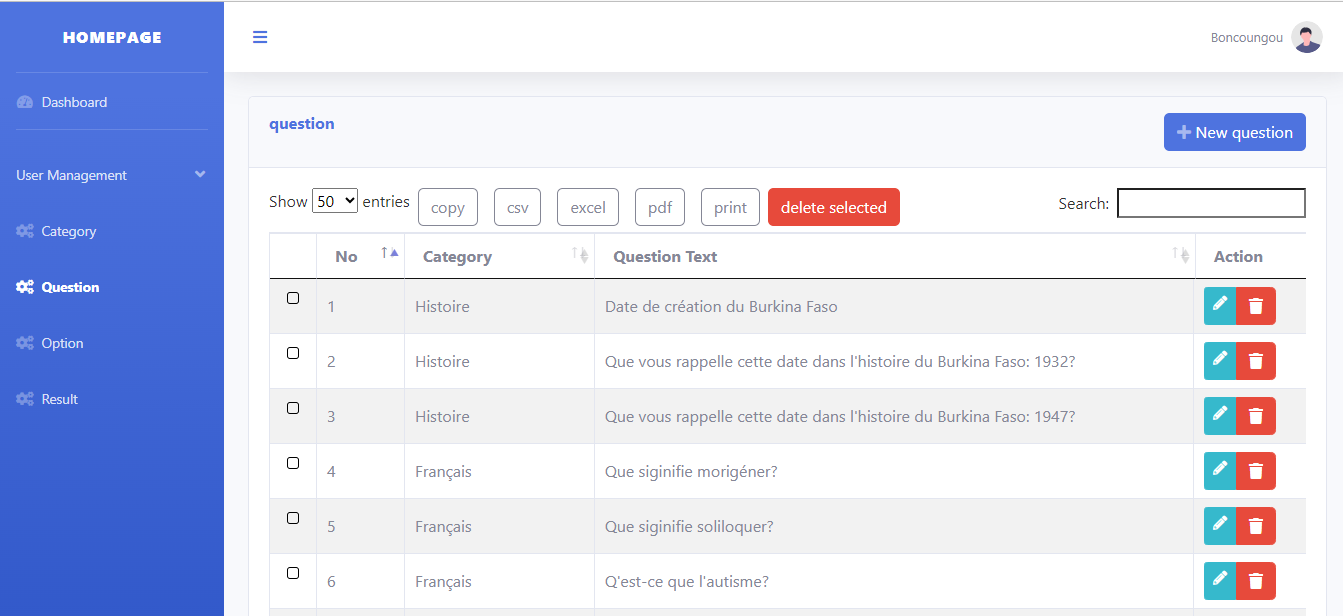 HOMEPAGE
Boncoungou
Dashboard
User Management
Category
Question
Option
Result
question
New question
Show 50 entries copy csv excel pdf print delete selected Search:
No Category Question Text Action
1 Histoire Date de création du Burkina Faso
2 Histoire Que vous rappelle cette date dans l'histoire du Burkina Faso: 1932?
3 Histoire Que vous rappelle cette date dans l'histoire du Burkina Faso: 1947?
4 Français Que siginifie morigéner?
5 Français Que siginifie soliloquer?
6 Français Q'est-ce que l'autisme?